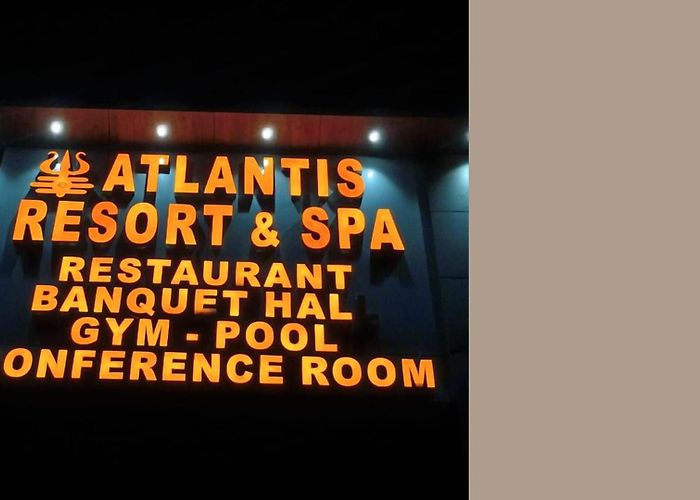 ATLANTIS
RESORT & SPA
RESTAURANT
BANQUET HAL
GYM - POOL
ONFERENCE ROOM